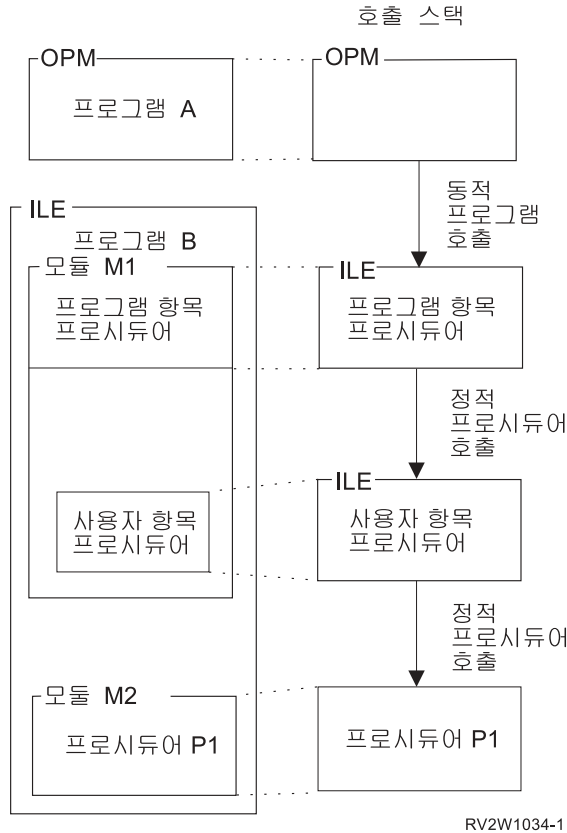 호출 스택
OPM
프로그램 A
OPM
동적
프로그램
호출
ILE
프로그램 B
모듈 M1
프로그램 항목
프로시듀어
ILE
프로그램 항목
프로시듀어
정적
프로시듀어
호출
사용자 항목
프로시듀어
ILE
사용자 항목
프로시듀어
정적
프로시듀어
호출
모둘 M2
프로시듀어 P1
프로시듀어 P1
RV2W1034-1